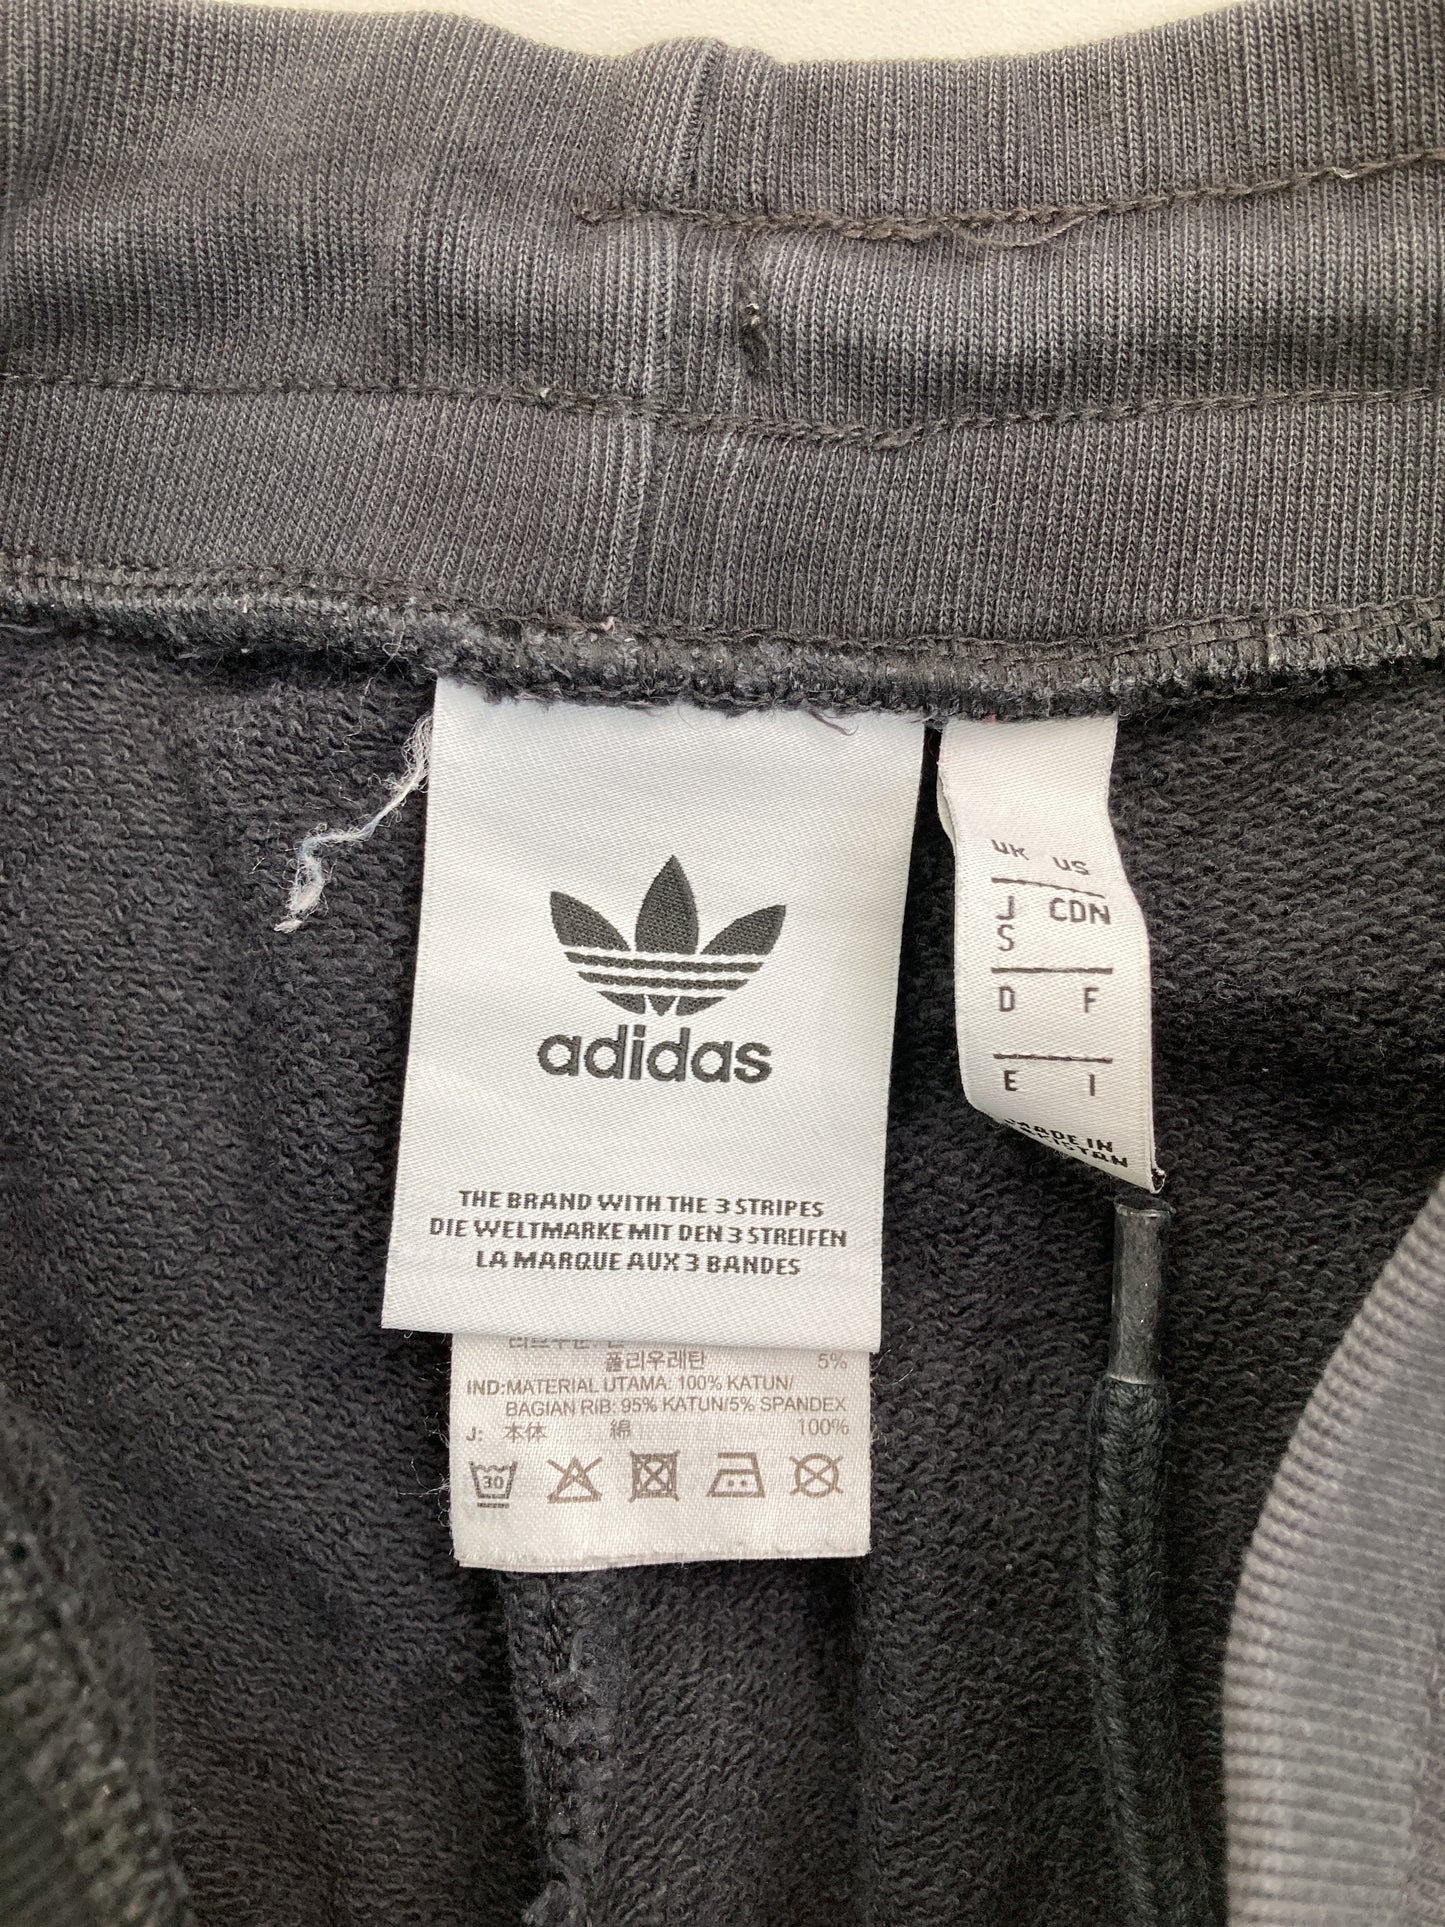 adidas
THE BRAND WITH THE 3 STRIPES
DIE WELTMARKE MIT DEN 3 STREIFEN
LA MARQUE AUX 3 BANDES
폴리우레탄 5%
IND:MATERIAL UTAMA: 100% KATUN/
BAGIAN RIB: 95% KATUN/5% SPANDEX
J: 本体 綿 100%
30
UK US
J CDN
S
D F
E I
MADE IN